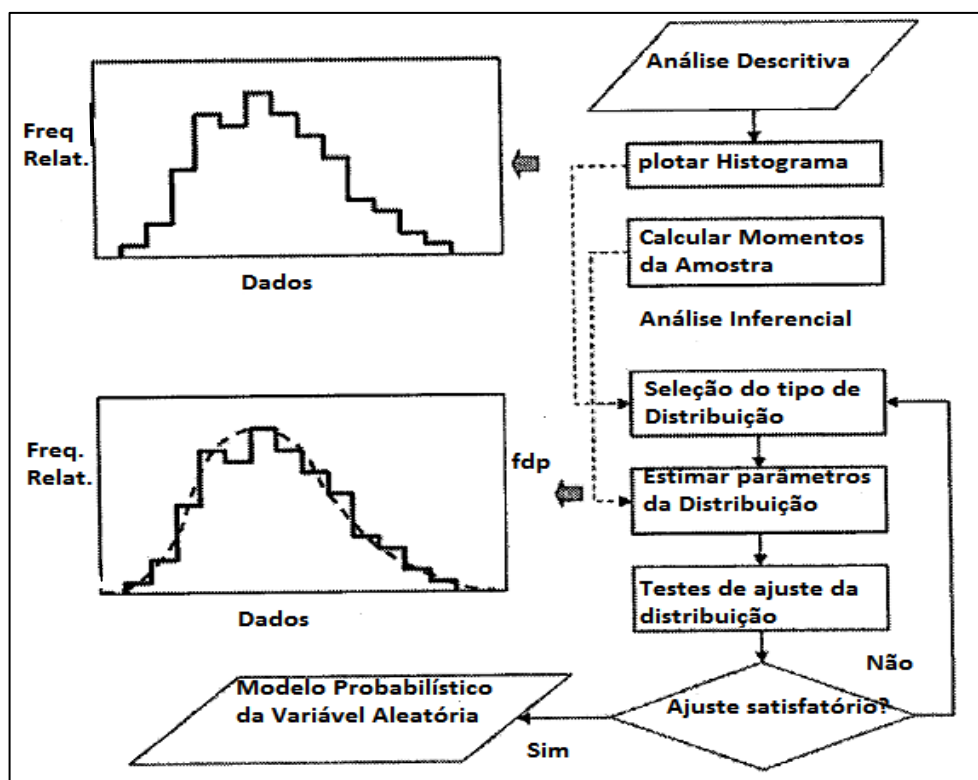 Análise Descritiva
Freq
Relat.
plotar Histograma
Calcular Momentos
da Amostra
Dados
Análise Inferencial
Seleção do tipo de
Distribuição
Freq.
Relat.
fdp
Estimar parâmetros
da Distribuição
Testes de ajuste da
distribuição
Dados
Não
Modelo Probabilístico
da Variável Aleatória
Ajuste satisfatório?
Sim